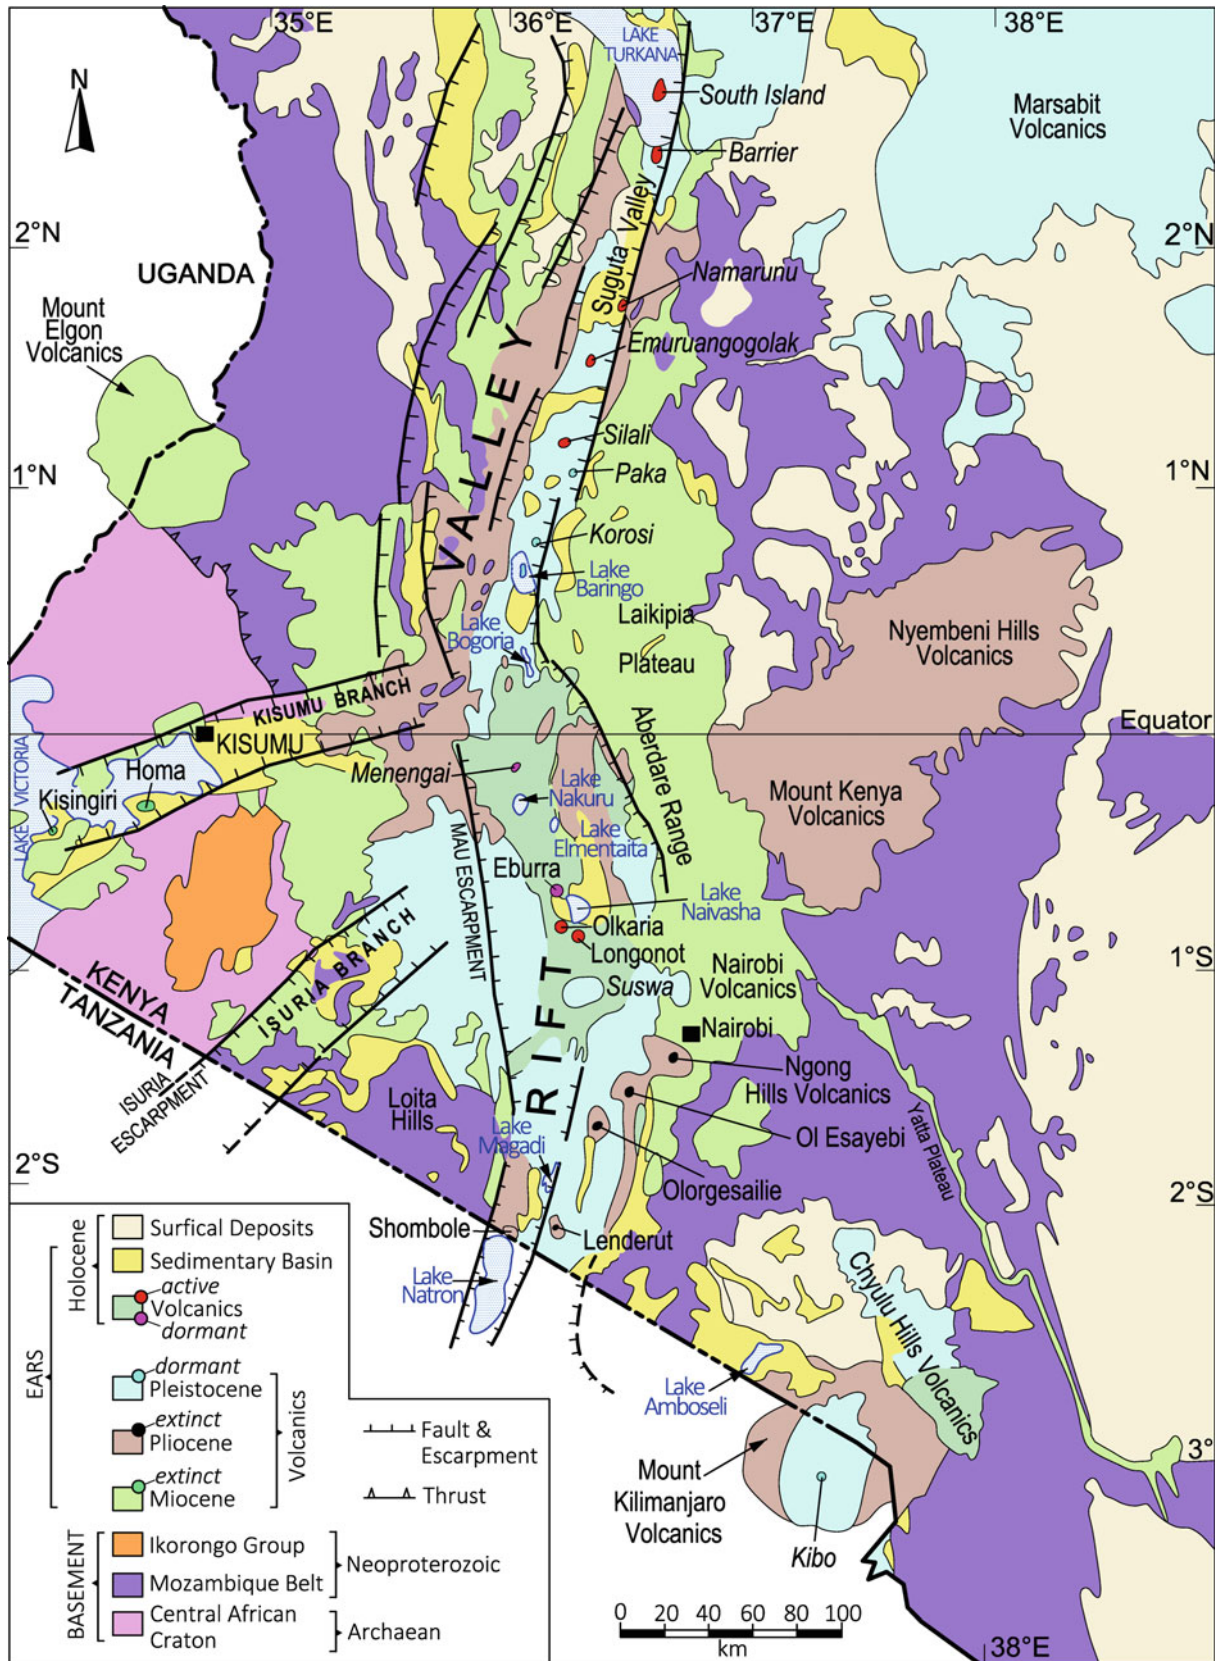 35°E
36°E
37°E
38°E
LAKE
TURKANA
N
South Island
Marsabit
Volcanics
Barrier
Suguta Valley
2°N
2°N
UGANDA
Namarunu
Mount
Elgon
Volcanics
Emuruangogolak
RIFT VALLEY
Silali
1°N
Paka
1°N
Korosi
Lake
Baringo
Laikipia
Plateau
Lake
Bogoria
Nyembeni Hills
Volcanics
KISUMU BRANCH
Aberdare Range
Equator
KISUMU
LAKE VICTORIA
Homa
Menengai
Kisingiri
Lake
Nakuru
Mount Kenya
Volcanics
Lake
Elmentaita
MAU ESCARPMENT
Eburra
Lake
Naivasha
Olkaria
Longonot
ISURIA BRANCH
Nairobi
Volcanics
1°S
KENYA
TANZANIA
Suswa
Nairobi
ISURIA
ESCARPMENT
Ngong
Hills Volcanics
Loita
Hills
Ol Esayebi
Yatta Plateau
Lake
Magadi
2°S
Olorgesailie
2°S
Shombole
Lenderut
Lake
Natron
Chyulu Hills Volcanics
Lake
Amboseli
3°
Mount
Kilimanjaro
Volcanics
Kibo
0 20 40 60 80 100
km
38°E
EARS
Holocene
Surfical Deposits
Sedimentary Basin
active
Volcanics
dormant
dormant
Pleistocene
extinct
Pliocene
extinct
Miocene
Volcanics
Fault &
Escarpment
Thrust
BASEMENT
Ikorongo Group
Mozambique Belt
Neoproterozoic
Central African
Craton
Archaean